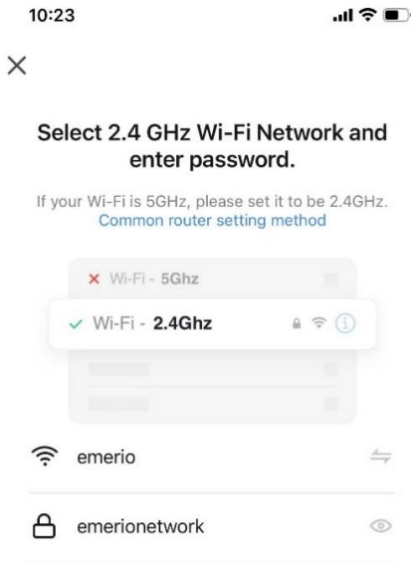 10:23
Select 2.4 GHz Wi-Fi Network and
enter password.
If your Wi-Fi is 5GHz, please set it to be 2.4GHz.
Common router setting method
Wi-Fi - 5Ghz
Wi-Fi - 2.4Ghz
emerio
emerionetwork